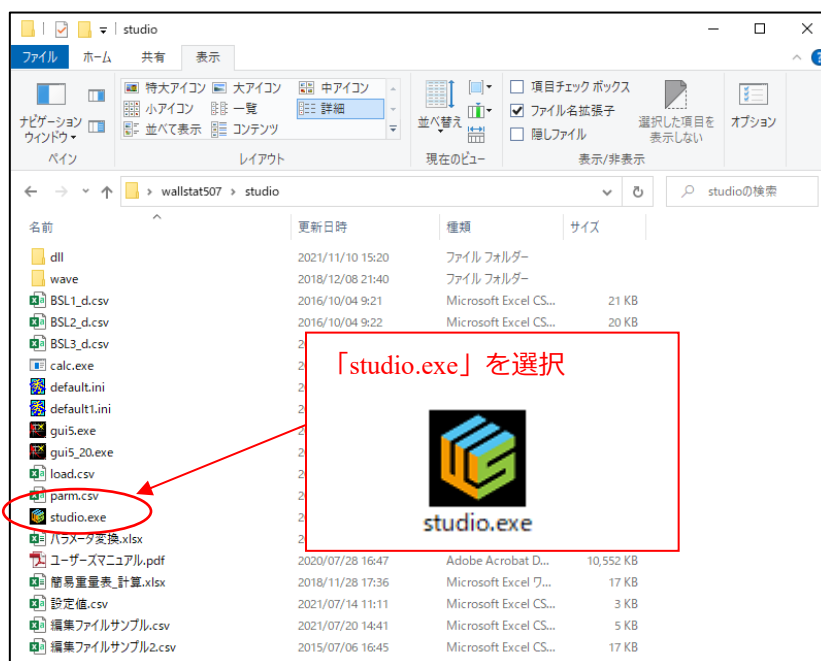 studio
ファイル ホーム 共有 表示
特大アイコン 大アイコン 中アイコン
小アイコン 一覧 詳細
並べて表示 コンテンツ
ナビゲーション
ウィンドウ
並べ替え
項目チェック ボックス
ファイル名拡張子
隠しファイル
選択した項目を
表示しない
オプション
ペイン レイアウト 現在のビュー 表示/非表示
wallstat507 studio studioの検索
名前 更新日時 種類 サイズ
dll 2021/11/10 15:20 ファイル フォルダー
wave 2018/12/08 21:40 ファイル フォルダー
BSL1_d.csv 2016/10/04 9:21 Microsoft Excel CS... 21 KB
BSL2_d.csv 2016/10/04 9:22 Microsoft Excel CS... 20 KB
BSL3_d.csv
calc.exe
default.ini
default1.ini
gui5.exe
gui5_20.exe
load.csv
parm.csv
studio.exe
パラメータ変換.xlsx
「studio.exe」を選択
studio.exe
ユーザーズマニュアル.pdf 2020/07/28 16:47 Adobe Acrobat D... 10,552 KB
簡易重量表_計算.xlsx 2018/11/28 17:36 Microsoft Excel ワ... 17 KB
設定値.csv 2021/07/14 11:11 Microsoft Excel CS... 3 KB
編集ファイルサンプル.csv 2021/07/20 14:41 Microsoft Excel CS... 5 KB
編集ファイルサンプル2.csv 2015/07/06 16:45 Microsoft Excel CS... 17 KB